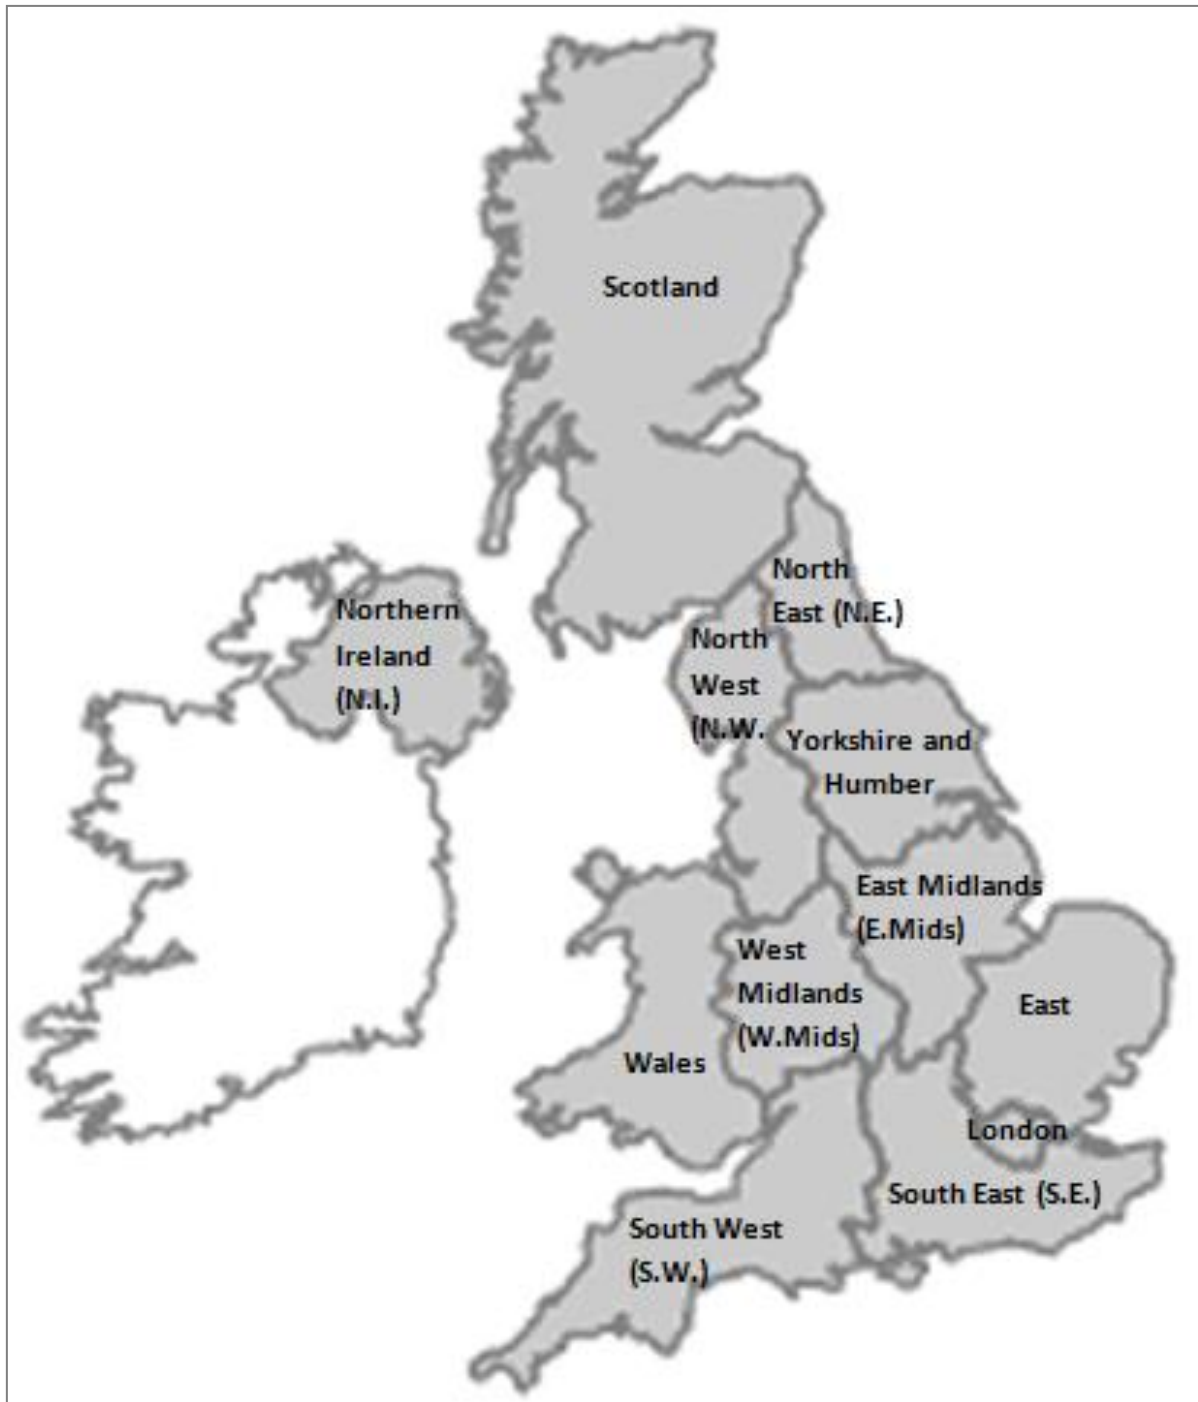 Scotland
North
East (N.E.)
Northern
Ireland
(N.I.)
North
West
(N.W.
Yorkshire and
Humber
East Midlands
(E.Mids)
West
Midlands
(W.Mids)
East
Wales
London
South East (S.E.)
South West
(S.W.)